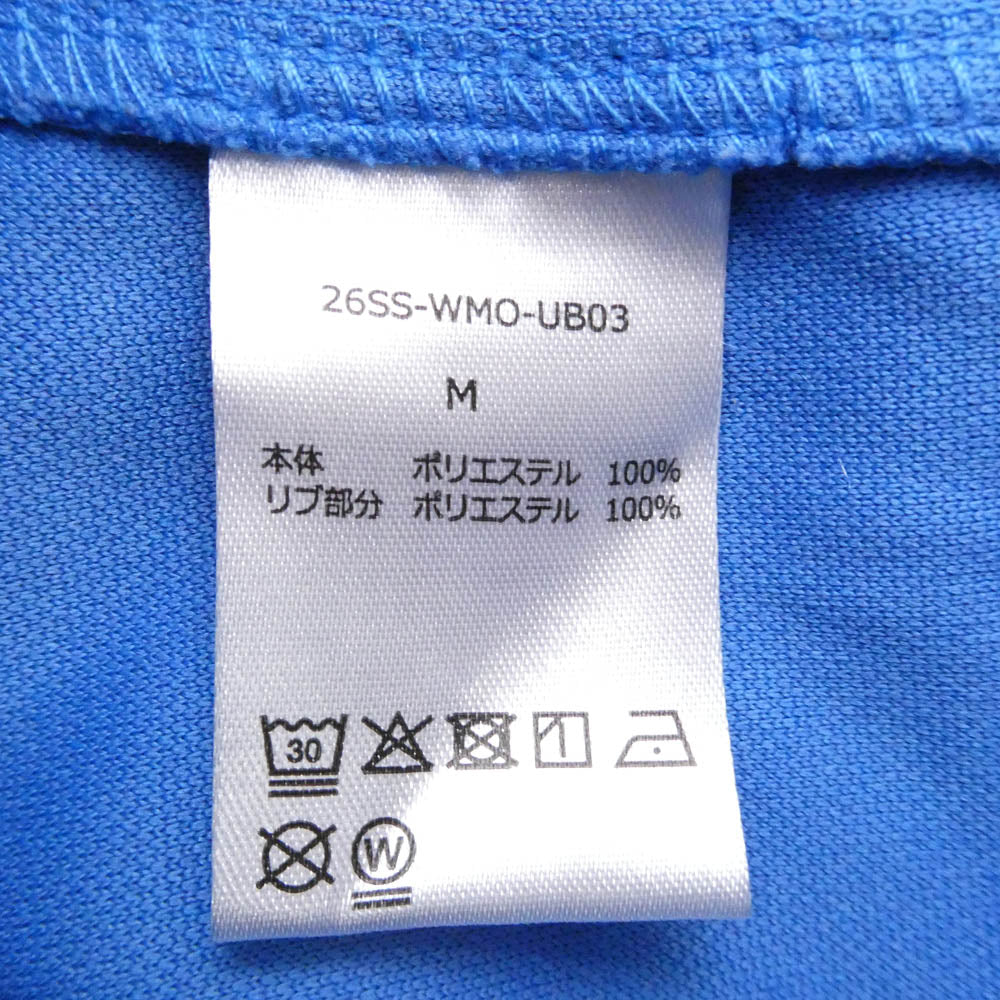 26SS-WMO-UB03
M
本体 ポリエステル 100%
リブ部分 ポリエステル 100%
30
W